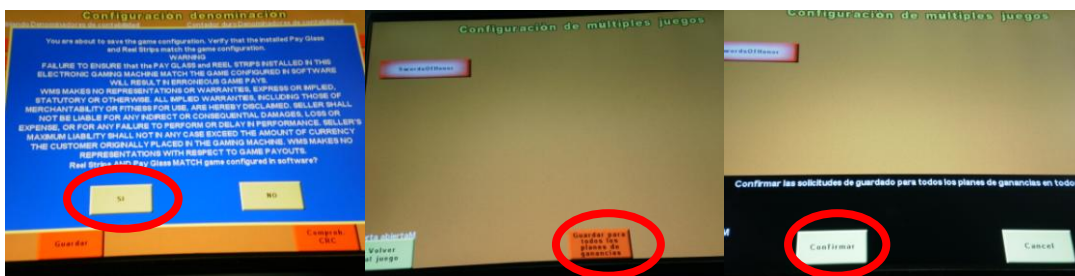 Configuración denominación
You are about to save the game configuration. Verify that the installed Pay Glass
and Reel Strips match the game configuration.
WARNING
FAILURE TO ENSURE that the PAY GLASS and REEL STRIPS INSTALLED IN THIS
ELECTRONIC GAMING MACHINE MATCH THE GAME CONFIGURED IN SOFTWARE
WILL RESULT IN ERRONEOUS GAME PAYS.
WMS MAKES NO REPRESENTATIONS OR WARRANTIES, EXPRESS OR IMPLIED,
STATUTORY OR OTHERWISE. ALL IMPLIED WARRANTIES, INCLUDING THOSE OF
MERCHANTABILITY OR FITNESS FOR USE, ARE HEREBY DISCLAIMED. SELLER SHALL
NOT BE LIABLE FOR ANY INDIRECT OR CONSEQUENTIAL DAMAGES, LOSS OR
EXPENSE, OR FOR ANY FAILURE TO PERFORM OR DELAY IN PERFORMANCE. SELLER'S
MAXIMUM LIABILITY SHALL NOT IN ANY CASE EXCEED THE AMOUNT OF CURRENCY
THE CUSTOMER ORIGINALLY PLACED IN THE GAMING MACHINE. WMS MAKES NO
REPRESENTATIONS WITH RESPECT TO GAME PAYOUTS.
Reel Strips AND Pay Glass MATCH game configured in software?
SI
NO
Guardar
Comprob.
CRC
Configuración de multiples juegos
SwordsOfHonor
Volver
al juego
Guardar para
todos los
planes de
ganancias
Configuración de multiples juegos
wordsOfHonor
Confirmar las solicitudes de guardado para todos los planes de ganancias en todo
Confirmar
Cancel